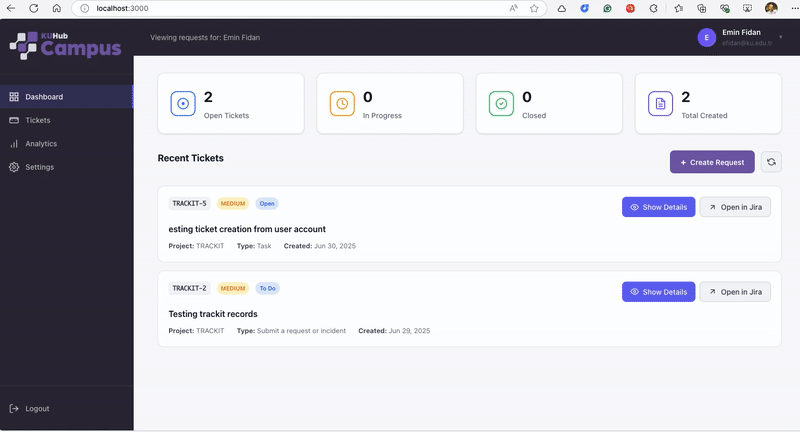 localhost:3000
KUHub
Campus
Viewing requests for: Emin Fidan
E
Emin Fidan
efidan@ku.edu.tr
Dashboard
Tickets
Analytics
Settings
Logout
2
Open Tickets
0
In Progress
0
Closed
2
Total Created
Recent Tickets
+ Create Request
TRACKIT-5 MEDIUM Open
Show Details
Open in Jira
esting ticket creation from user account
Project: TRACKIT Type: Task Created: Jun 30, 2025
TRACKIT-2 MEDIUM To Do
Show Details
Open in Jira
Testing trackit records
Project: TRACKIT Type: Submit a request or incident Created: Jun 29, 2025